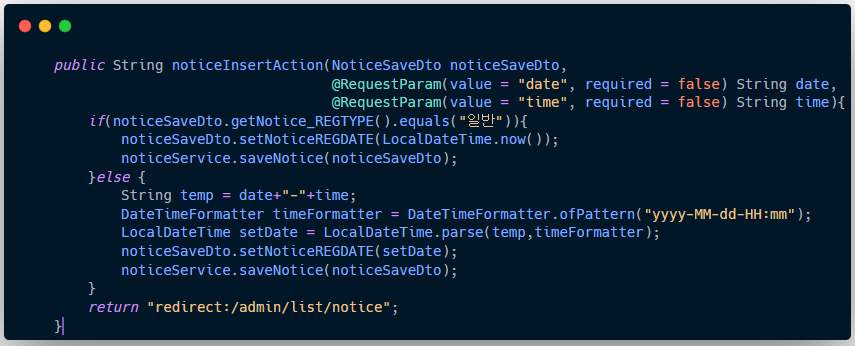 public String noticeInsertAction(NoticeSaveDto noticeSaveDto,
@RequestParam(value = "date", required = false) String date,
@RequestParam(value = "time", required = false) String time){
if(noticeSaveDto.getNotice_REGTYPE().equals("일반")){
noticeSaveDto.setNoticeREGDATE(LocalDateTime.now());
noticeService.saveNotice(noticeSaveDto);
}else {
String temp = date+"-"+time;
DateTimeFormatter timeFormatter = DateTimeFormatter.ofPattern("yyyy-MM-dd-HH:mm");
LocalDateTime setDate = LocalDateTime.parse(temp,timeFormatter);
noticeSaveDto.setNoticeREGDATE(setDate);
noticeService.saveNotice(noticeSaveDto);
}
return "redirect:/admin/list/notice";
}